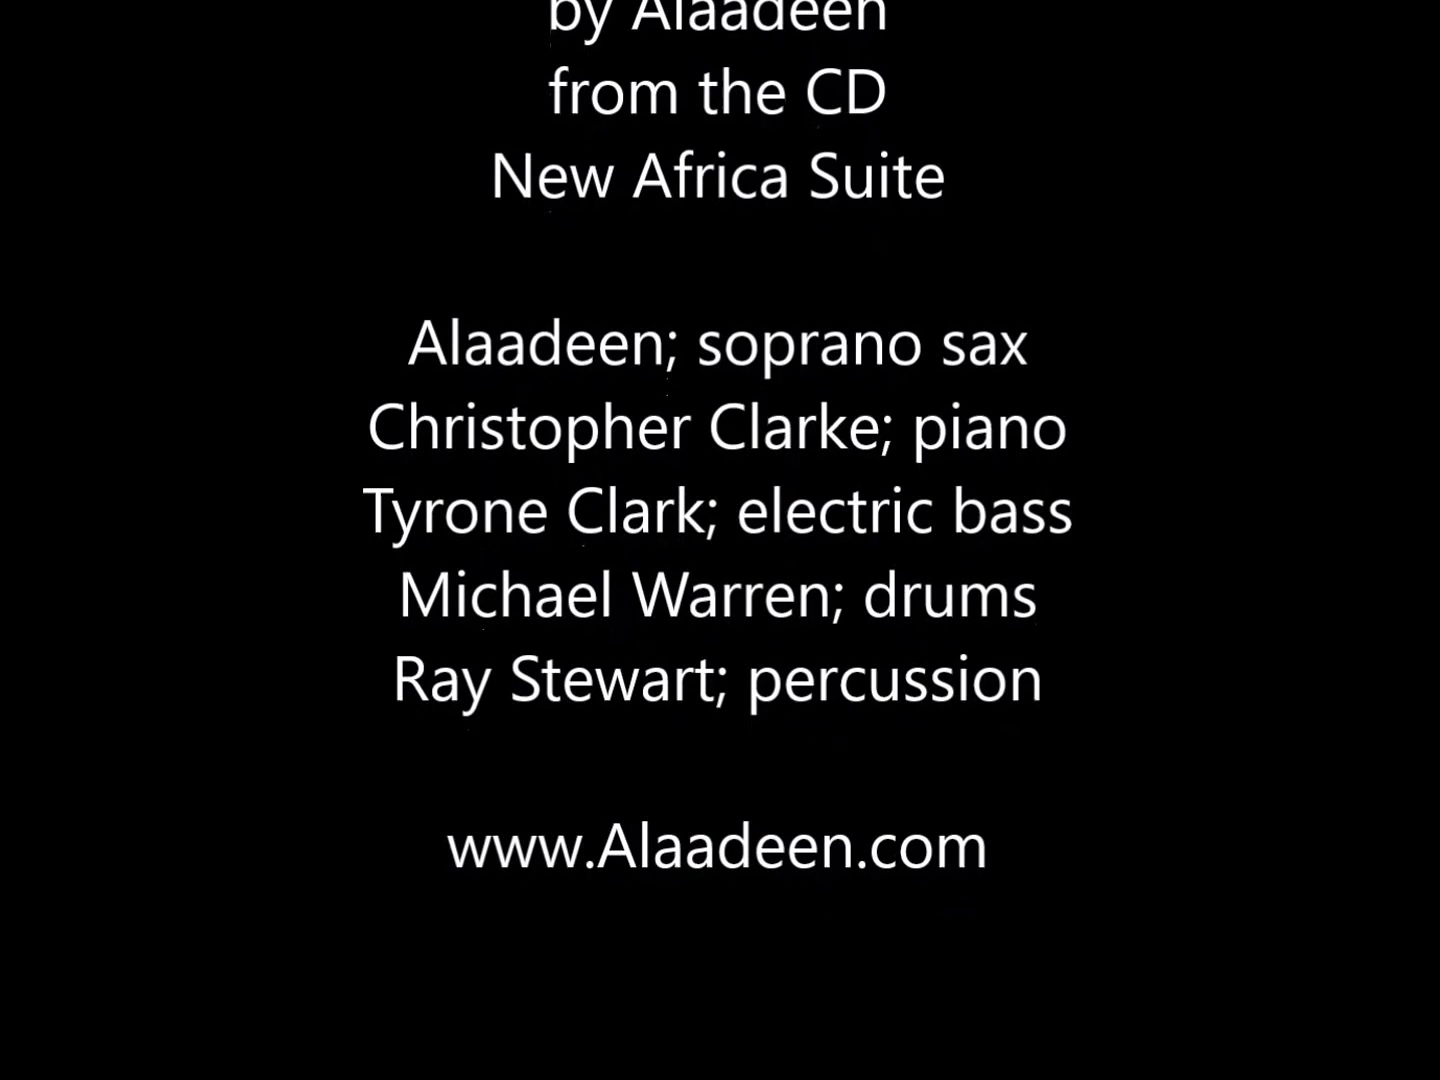 by Alaadeen
from the CD
New Africa Suite
Alaadeen; soprano sax
Christopher Clarke; piano
Tyrone Clark; electric bass
Michael Warren; drums
Ray Stewart; percussion
www.Alaadeen.com